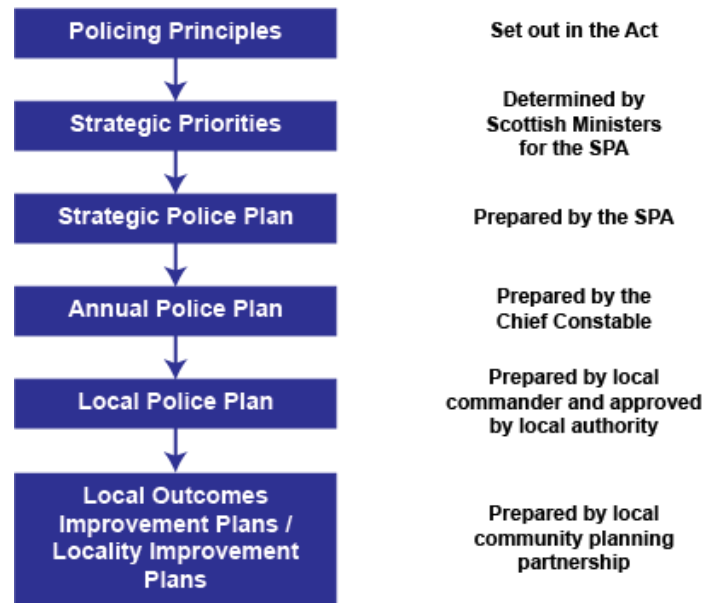 Policing Principles
Set out in the Act
Strategic Priorities
Determined by
Scottish Ministers
for the SPA
Strategic Police Plan
Prepared by the SPA
Annual Police Plan
Prepared by the
Chief Constable
Local Police Plan
Prepared by local
commander and approved
by local authority
Local Outcomes
Improvement Plans /
Locality Improvement
Plans
Prepared by local
community planning
partnership